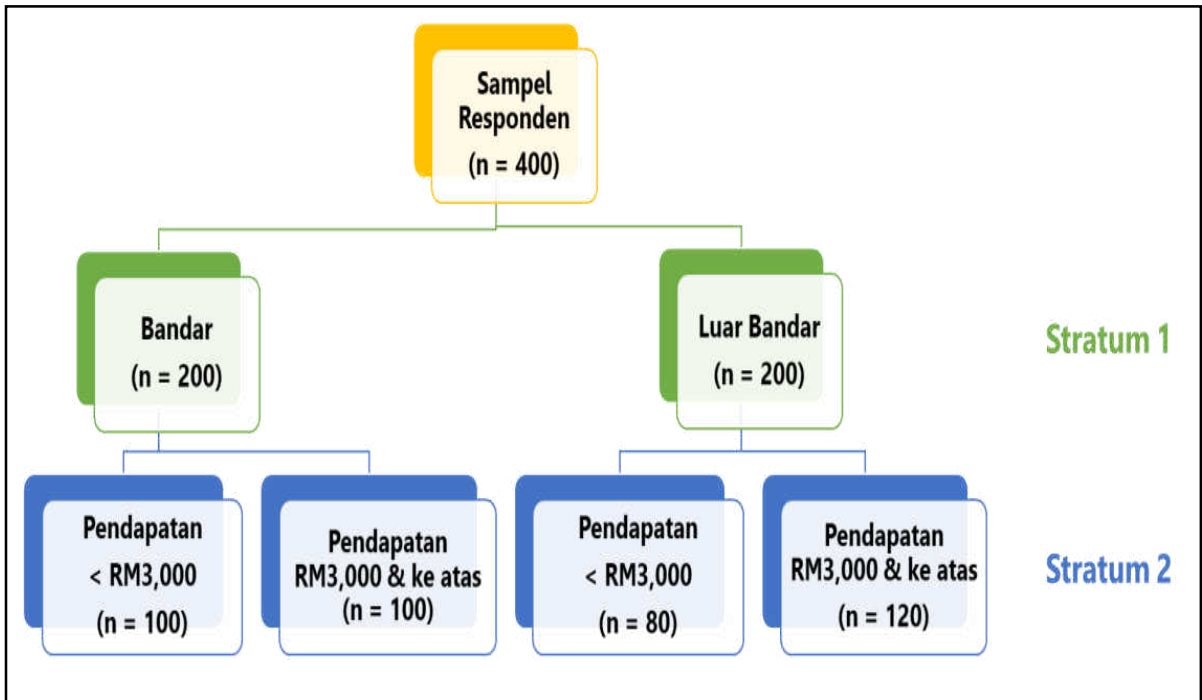 Sampel
Responden
(n = 400)
Bandar
(n = 200)
Luar Bandar
(n = 200)
Stratum 1
Pendapatan
< RM3,000
(n = 100)
Pendapatan
RM3,000 & ke atas
(n = 100)
Pendapatan
< RM3,000
(n = 80)
Pendapatan
RM3,000 & ke atas
(n = 120)
Stratum 2